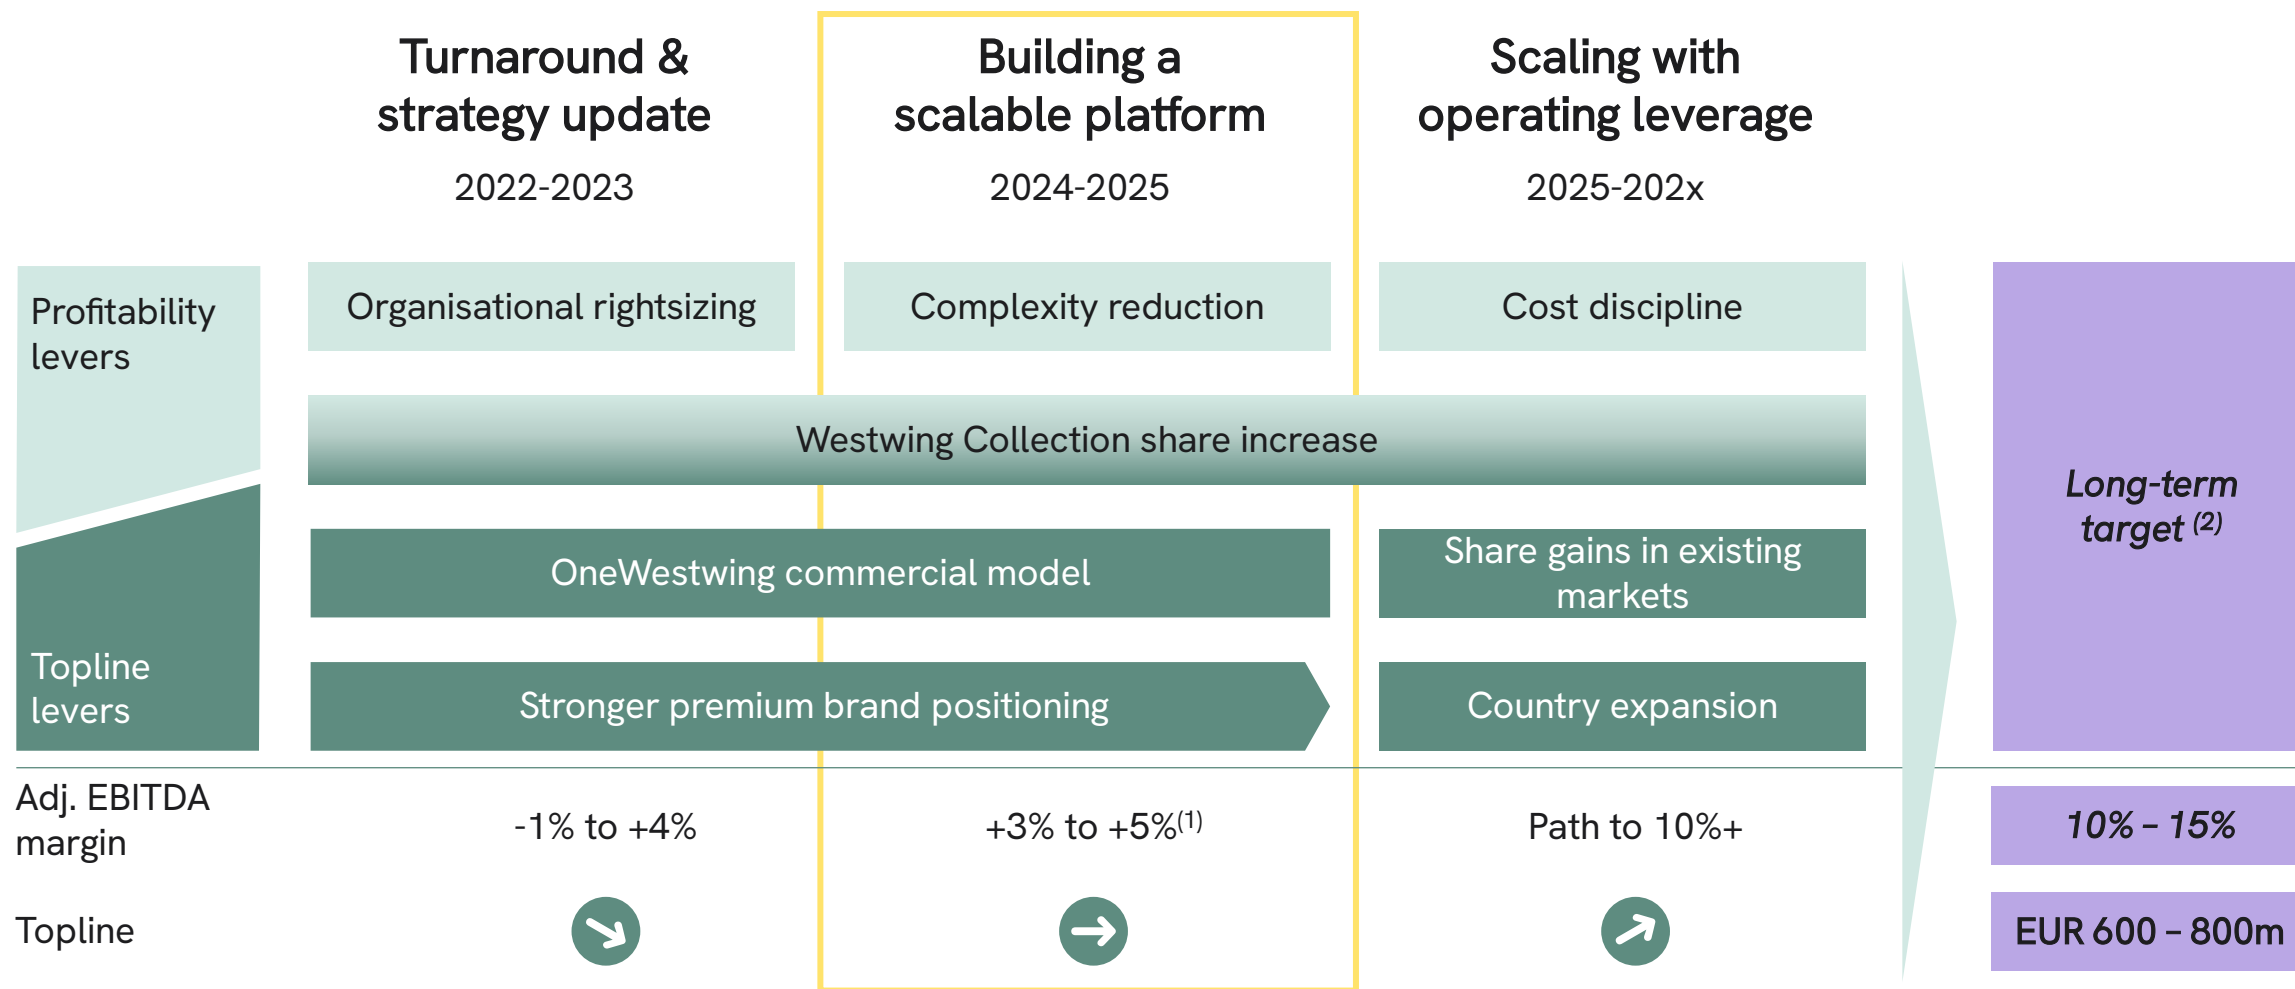 Turnaround &
strategy update
2022-2023
Building a
scalable platform
2024-2025
Scaling with
operating leverage
2025-202x
Profitability
levers
Organisational rightsizing
Complexity reduction
Cost discipline
Westwing Collection share increase
OneWestwing commercial model
Share gains in existing
markets
Topline
levers
Stronger premium brand positioning
Country expansion
Long-term
target (2)
Adj. EBITDA
margin
-1% to +4%
+3% to +5%(1)
Path to 10%+
10% – 15%
Topline
EUR 600 – 800m